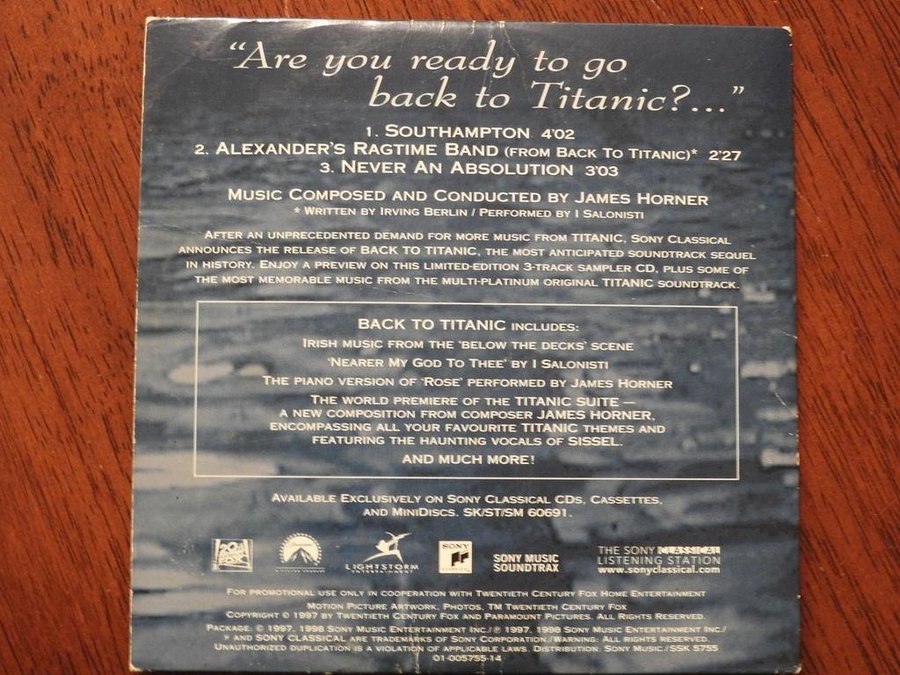 “Are you ready to go
back to Titanic?...”
1. SOUTHAMPTON 4'02
2. ALEXANDER'S RAGTIME BAND (FROM BACK TO TITANIC)* 2'27
3. NEVER AN ABSOLUTION 3'03
MUSIC COMPOSED AND CONDUCTED BY JAMES HORNER
* WRITTEN BY IRVING BERLIN / PERFORMED BY I SALONISTI
AFTER AN UNPRECEDENTED DEMAND FOR MORE MUSIC FROM TITANIC, SONY CLASSICAL
ANNOUNCES THE RELEASE OF BACK TO TITANIC, THE MOST ANTICIPATED SOUNDTRACK SEQUEL
IN HISTORY. ENJOY A PREVIEW ON THIS LIMITED-EDITION 3-TRACK SAMPLER CD, PLUS SOME OF
THE MOST MEMORABLE MUSIC FROM THE MULTI-PLATINUM ORIGINAL TITANIC SOUNDTRACK.
BACK TO TITANIC INCLUDES:
IRISH MUSIC FROM THE 'BELOW THE DECKS' SCENE
'NEARER MY GOD TO THEE' BY I SALONISTI
THE PIANO VERSION OF 'ROSE' PERFORMED BY JAMES HORNER
THE WORLD PREMIERE OF THE TITANIC SUITE —
A NEW COMPOSITION FROM COMPOSER JAMES HORNER,
ENCOMPASSING ALL YOUR FAVOURITE TITANIC THEMES AND
FEATURING THE HAUNTING VOCALS OF SISSEL.
AND MUCH MORE!
AVAILABLE EXCLUSIVELY ON SONY CLASSICAL CDS, CASSETTES,
AND MINIDISCS. SK/ST/SM 60691.
20th CENTURY FOX
Paramount
LIGHTSTORM
ENTERTAINMENT
SONY
CLASSICAL
SONY MUSIC
SOUNDTRAX
THE SONY CLASSICAL
LISTENING STATION
www.sonyclassical.com
FOR PROMOTIONAL USE ONLY IN COOPERATION WITH TWENTIETH CENTURY FOX HOME ENTERTAINMENT
MOTION PICTURE ARTWORK, PHOTOS, TM TWENTIETH CENTURY FOX
COPYRIGHT © 1997 BY TWENTIETH CENTURY FOX AND PARAMOUNT PICTURES. ALL RIGHTS RESERVED.
PACKAGE: © 1997, 1998 SONY MUSIC ENTERTAINMENT INC./℗ 1997, 1998 SONY MUSIC ENTERTAINMENT INC./
AND SONY CLASSICAL ARE TRADEMARKS OF SONY CORPORATION./WARNING: ALL RIGHTS RESERVED.
UNAUTHORIZED DUPLICATION IS A VIOLATION OF APPLICABLE LAWS. DISTRIBUTION: SONY MUSIC./SSK 5755
01-005755-14